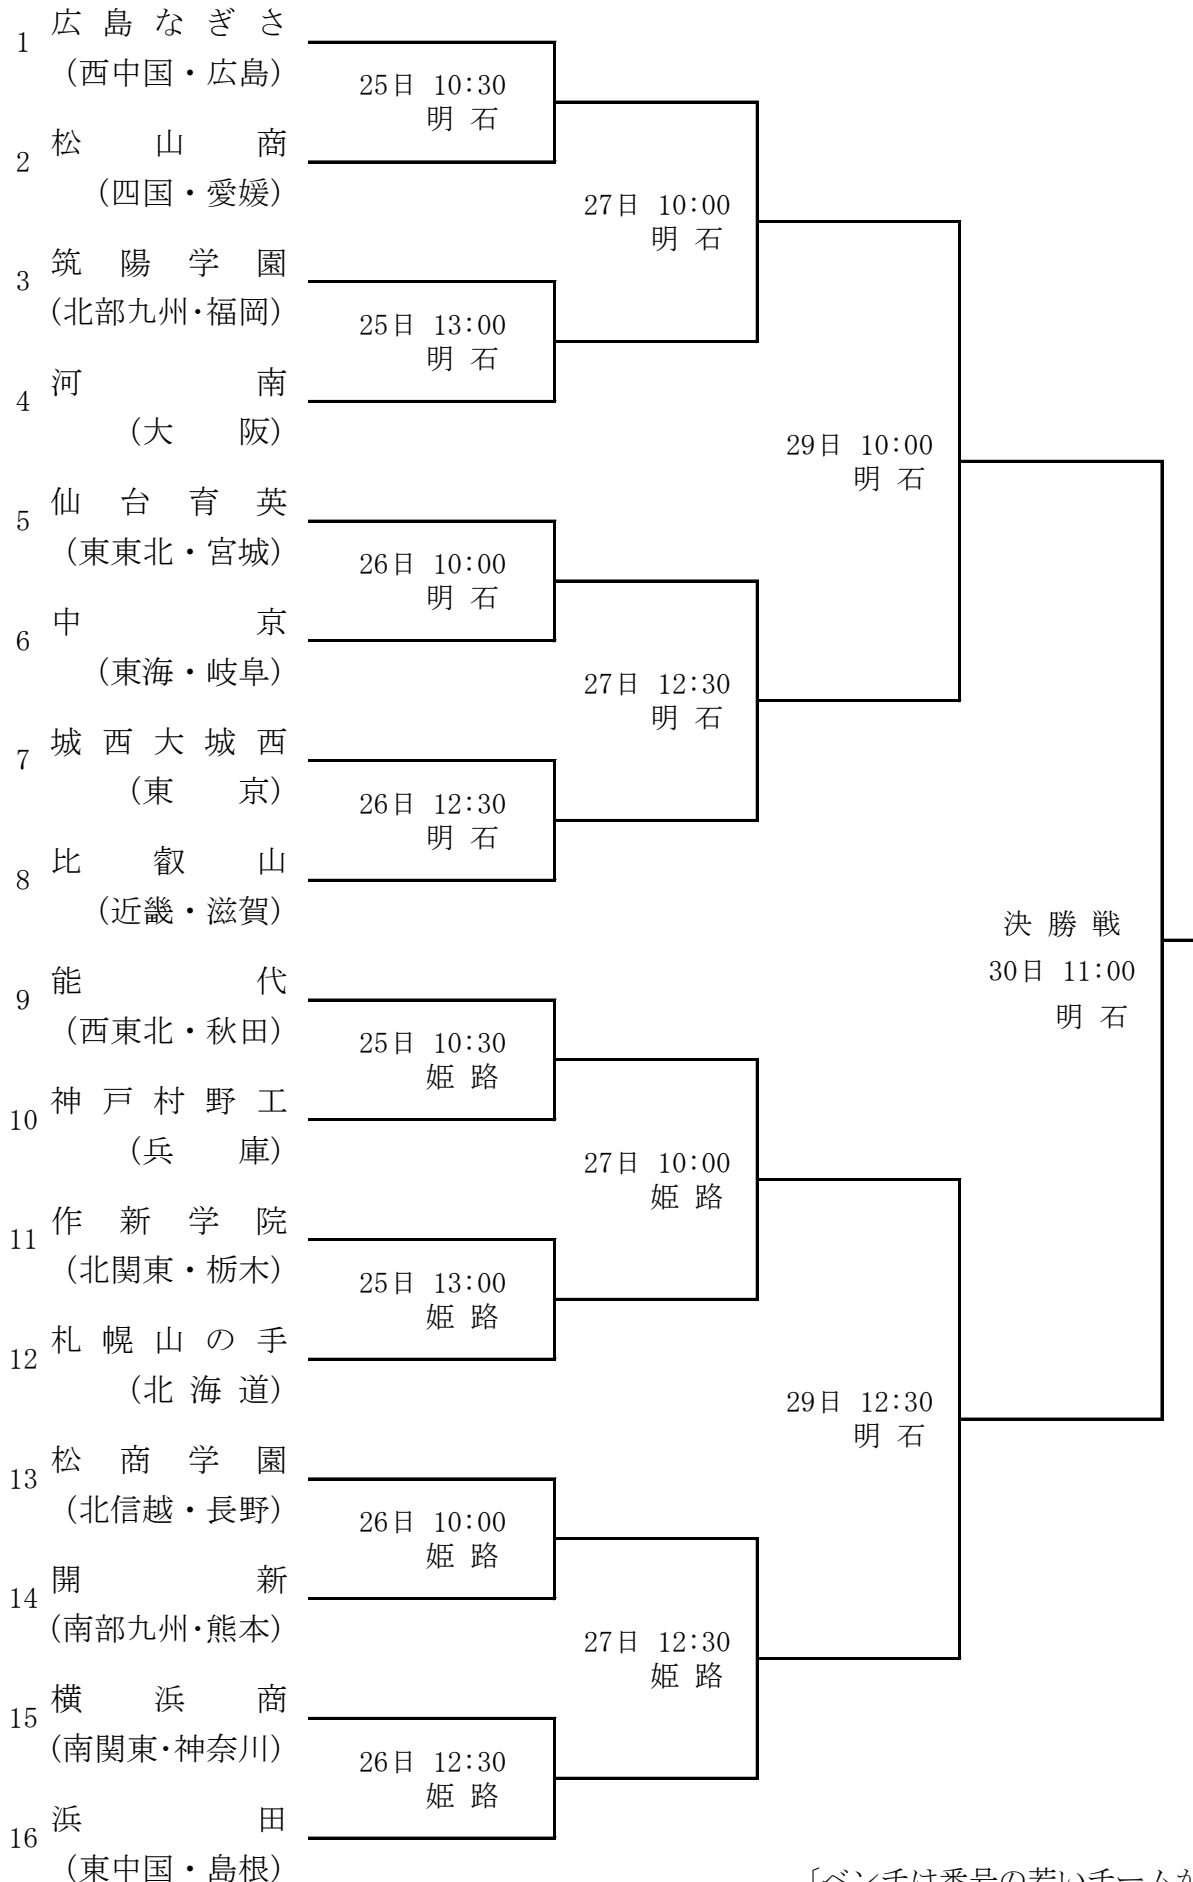 1 広島なぎさ
(西中国・広島)
25日 10:30
明石
2 松山商
(四国・愛媛)
27日 10:00
明石
3 筑陽学園
(北部九州・福岡)
25日 13:00
明石
4 河南
(大阪)
29日 10:00
明石
5 仙台育英
(東東北・宮城)
26日 10:00
明石
6 中京
(東海・岐阜)
27日 12:30
明石
7 城西大城西
(東京)
26日 12:30
明石
8 比叡山
(近畿・滋賀)
決勝戦
30日 11:00
明石
9 能代
(西東北・秋田)
25日 10:30
姫路
10 神戸村野工
(兵庫)
27日 10:00
姫路
11 作新学院
(北関東・栃木)
25日 13:00
姫路
12 札幌山の手
(北海道)
29日 12:30
明石
13 松商学園
(北信越・長野)
26日 10:00
姫路
14 開新
(南部九州・熊本)
27日 12:30
姫路
15 横浜商
(南関東・神奈川)
26日 12:30
姫路
16 浜田
(東中国・島根)
〔ベンチは番号の若いチームが